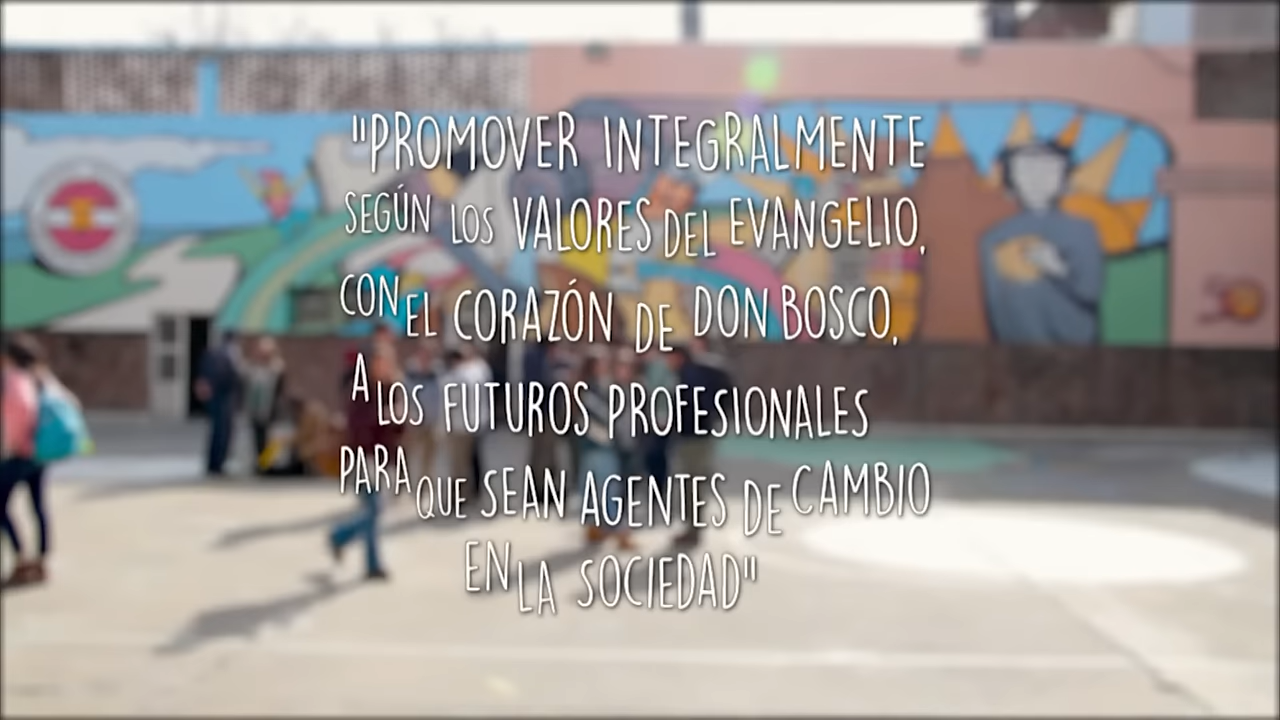 "PROMOVER INTEGRALMENTE
SEGÚN LOS VALORES DEL EVANGELIO,
CON EL CORAZÓN DE DON BOSCO,
A LOS FUTUROS PROFESIONALES
PARA QUE SEAN AGENTES DE CAMBIO
EN LA SOCIEDAD"